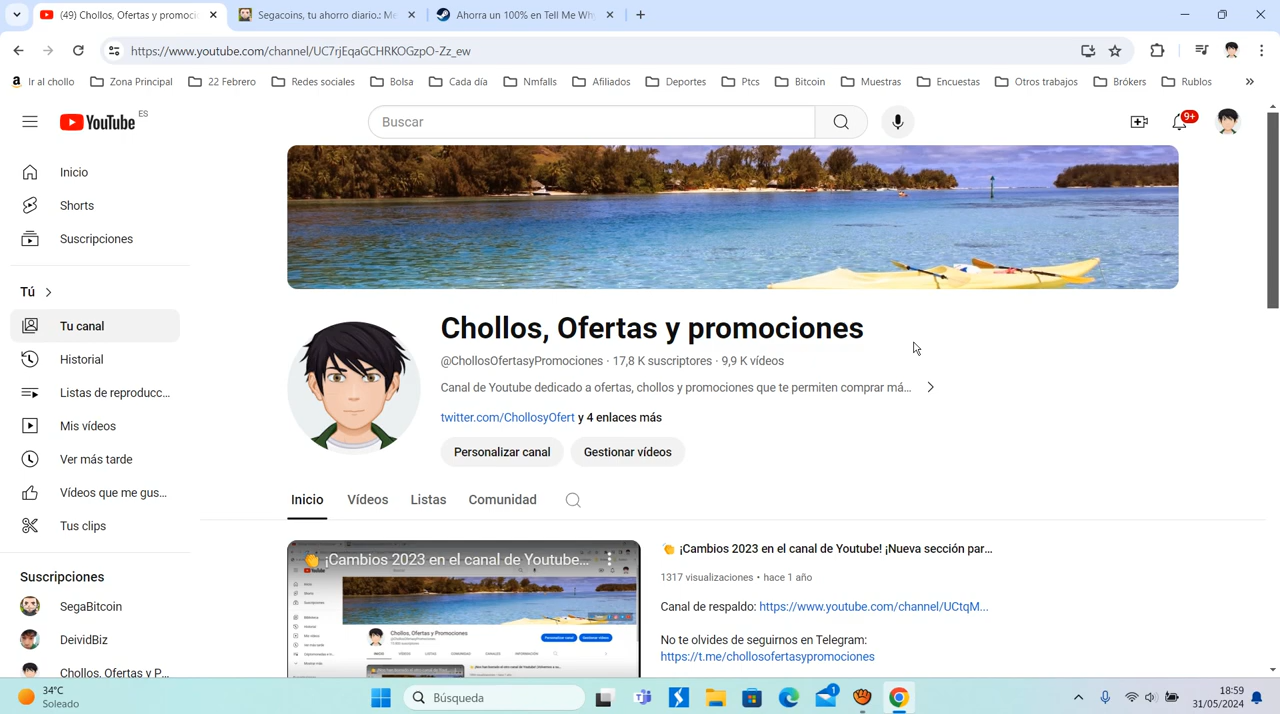 (49) Chollos, Ofertas y promoci
Segacoins, tu ahorro diario.: Me
Ahora un 100% en Tell Me Why
https://www.youtube.com/channel/UC7rjEqaGCHRKOGzpO-Zz_ew
Ir al chollo
Zona Principal
22 Febrero
Redes sociales
Bolsa
Cada día
Nmfalls
Afiliados
Deportes
Ptcs
Bitcoin
Muestras
Encuestas
Otros trabajos
Brókers
Rublos
YouTube ES
Buscar
9+
Inicio
Shorts
Suscripciones
Tú
Tu canal
Historial
Listas de reproducc...
Mis vídeos
Ver más tarde
Vídeos que me gus...
Tus clips
Suscripciones
SegaBitcoin
DeividBiz
Chollos, Ofertas y P...
Chollos, Ofertas y promociones
@ChollosOfertasyPromociones · 17,8 K suscriptores · 9,9 K vídeos
Canal de Youtube dedicado a ofertas, chollos y promociones que te permiten comprar má...
twitter.com/ChollosyOfert y 4 enlaces más
Personalizar canal
Gestionar vídeos
Inicio
Vídeos
Listas
Comunidad
¡Cambios 2023 en el canal de Youtube...
Chollos, Ofertas y Promociones
¡Cambios 2023 en el canal de Youtube! ¡Nueva sección par...
1317 visualizaciones • hace 1 año
Canal de respaldo: https://www.youtube.com/channel/UCtqM...
No te olvides de seguirnos en Telegram:
https://t.me/chollosofertasypromociones
34°C
Soleado
Búsqueda
1
18:59
31/05/2024